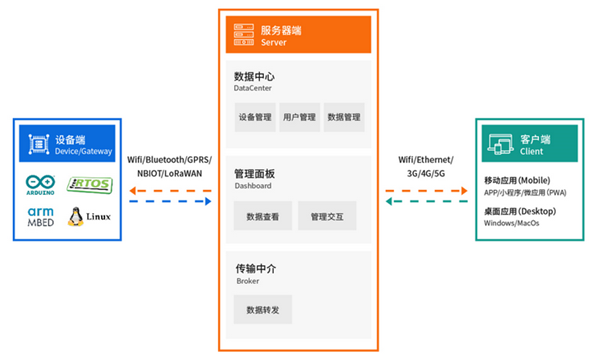 设备端
Device/Gateway
ARDUINO
RTOS
arm
MBED
Linux
Wifi/Bluetooth/GPRS/
NBIOT/LoRaWAN
服务器端
Server
数据中心
DataCenter
设备管理
用户管理
数据管理
管理面板
Dashboard
数据查看
管理交互
传输中介
Broker
数据转发
Wifi/Ethernet/
3G/4G/5G
客户端
Client
移动应用(Mobile)
APP/小程序/微应用(PWA)
桌面应用(Desktop)
Windows/MacOs